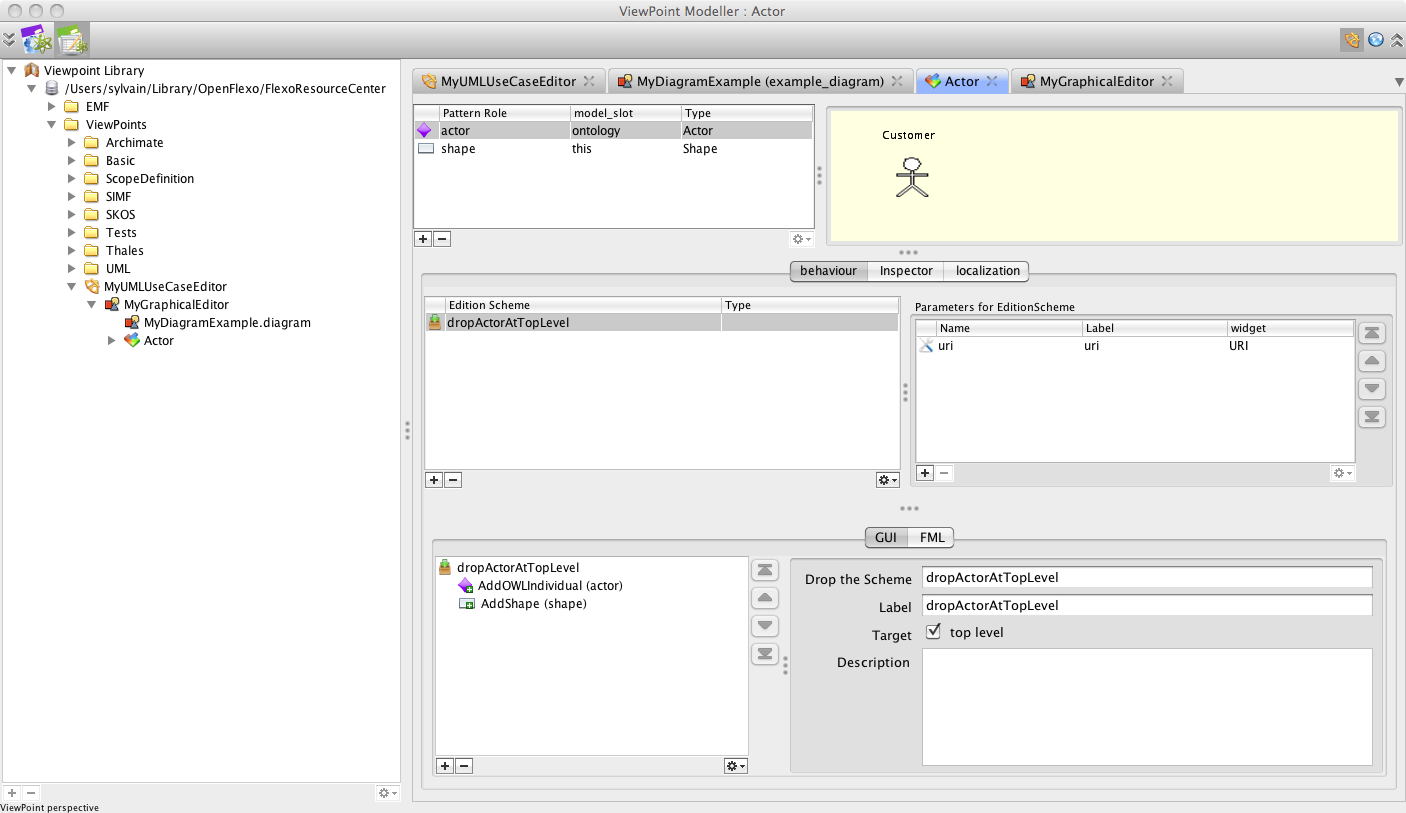 ViewPoint Modeller : Actor
Viewpoint Library
/Users/sylvain/Library/OpenFlexo/FlexoResourceCenter
EMF
ViewPoints
Archimate
Basic
ScopeDefinition
SIMF
SKOS
Tests
Thales
UML
MyUMLUseCaseEditor
MyGraphicalEditor
MyDiagramExample.diagram
Actor
MyUMLUseCaseEditor MyDiagramExample (example_diagram) Actor MyGraphicalEditor
Pattern Role model_slot Type
actor ontology Actor
shape this Shape
Customer
behaviour Inspector localization
Edition Scheme Type
dropActorAtTopLevel
Parameters for EditionScheme
Name Label widget
uri uri URI
GUI FML
dropActorAtTopLevel
AddOWLIndividual (actor)
AddShape (shape)
Drop the Scheme dropActorAtTopLevel
Label dropActorAtTopLevel
Target top level
Description
ViewPoint perspective